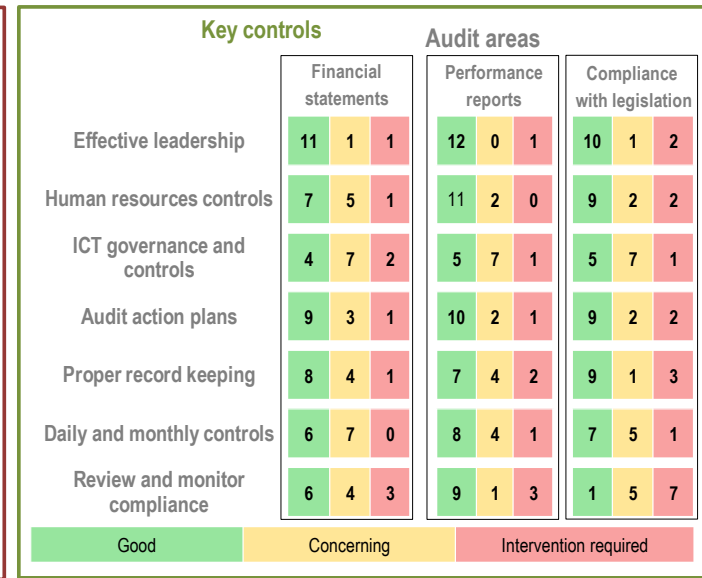 Key controls
Audit areas
Financial statements
Performance reports
Compliance with legislation
Effective leadership 11 1 1 12 0 1 10 1 2
Human resources controls 7 5 1 11 2 0 9 2 2
ICT governance and controls 4 7 2 5 7 1 5 7 1
Audit action plans 9 3 1 10 2 1 9 2 2
Proper record keeping 8 4 1 7 4 2 9 1 3
Daily and monthly controls 6 7 0 8 4 1 7 5 1
Review and monitor compliance 6 4 3 9 1 3 1 5 7
Good Concerning Intervention required